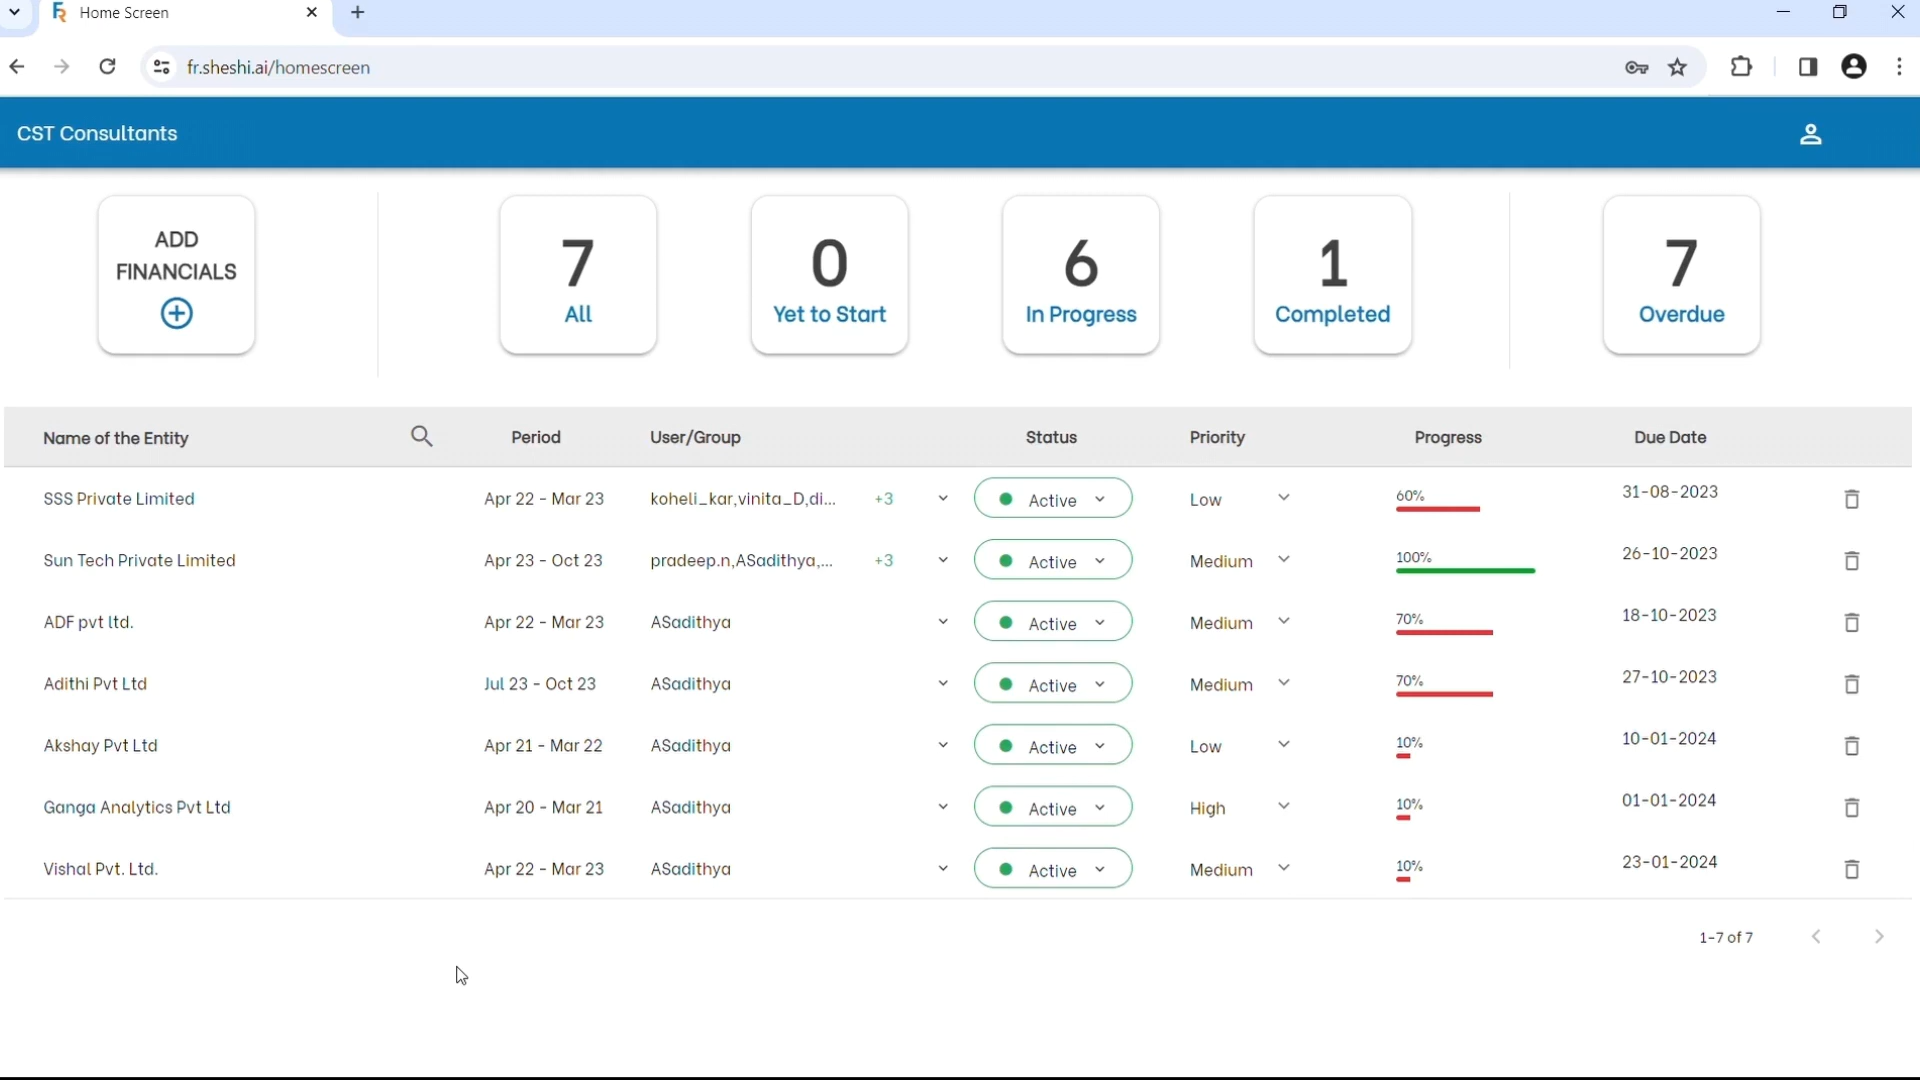 Home Screen
fr.sheshi.ai/homescreen
CST Consultants
ADD
FINANCIALS
7
All
0
Yet to Start
6
In Progress
1
Completed
7
Overdue
Name of the Entity Period User/Group Status Priority Progress Due Date
SSS Private Limited Apr 22 - Mar 23 koheli_kar,vinita_D,di... +3 Active Low 60% 31-08-2023
Sun Tech Private Limited Apr 23 - Oct 23 pradeep.n,ASadithya,... +3 Active Medium 100% 26-10-2023
ADF pvt ltd. Apr 22 - Mar 23 ASadithya Active Medium 70% 18-10-2023
Adithi Pvt Ltd Jul 23 - Oct 23 ASadithya Active Medium 70% 27-10-2023
Akshay Pvt Ltd Apr 21 - Mar 22 ASadithya Active Low 10% 10-01-2024
Ganga Analytics Pvt Ltd Apr 20 - Mar 21 ASadithya Active High 10% 01-01-2024
Vishal Pvt. Ltd. Apr 22 - Mar 23 ASadithya Active Medium 10% 23-01-2024
1-7 of 7